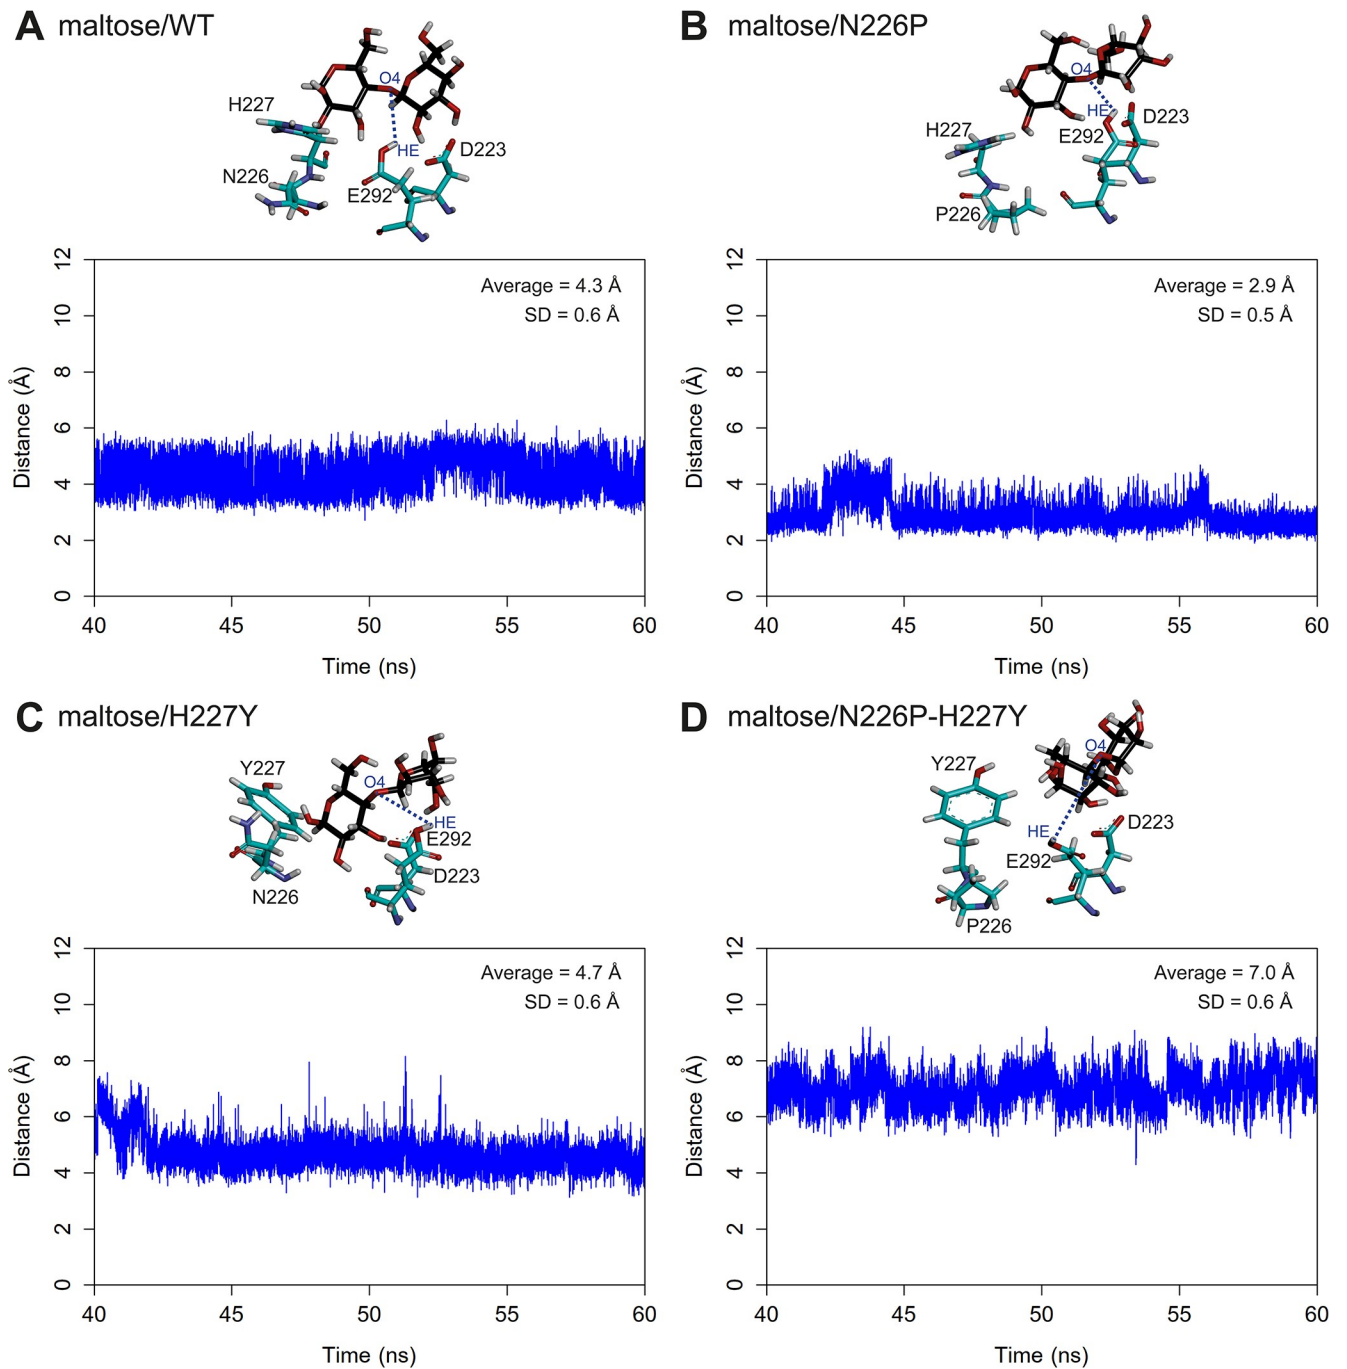 A maltose/WT
O4
H227
HE
D223
N226
E292
12
10
8
6
4
2
0
Distance (Å)
Average = 4.3 Å
SD = 0.6 Å
40 45 50 55 60
Time (ns)
B maltose/N226P
O4
HE
D223
H227
E292
P226
12
10
8
6
4
2
0
Distance (Å)
Average = 2.9 Å
SD = 0.5 Å
40 45 50 55 60
Time (ns)
C maltose/H227Y
Y227
O4
HE
E292
D223
N226
12
10
8
6
4
2
0
Distance (Å)
Average = 4.7 Å
SD = 0.6 Å
40 45 50 55 60
Time (ns)
D maltose/N226P-H227Y
O4
Y227
HE
D223
E292
P226
12
10
8
6
4
2
0
Distance (Å)
Average = 7.0 Å
SD = 0.6 Å
40 45 50 55 60
Time (ns)